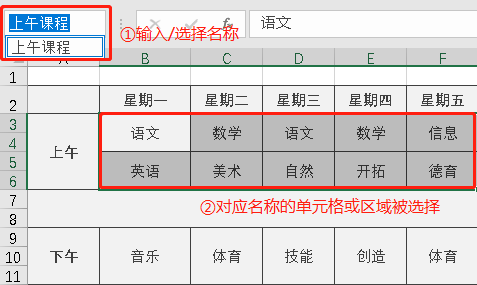 上午课程 fx 语文
上午课程
①输入/选择名称
A B C D E F
1
2 星期一 星期二 星期三 星期四 星期五
3
4 上午 语文 数学 语文 数学 信息
5
6 英语 美术 自然 开拓 德育
7 ②对应名称的单元格或区域被选择
8
9
10 下午 音乐 体育 技能 创造 体育
11